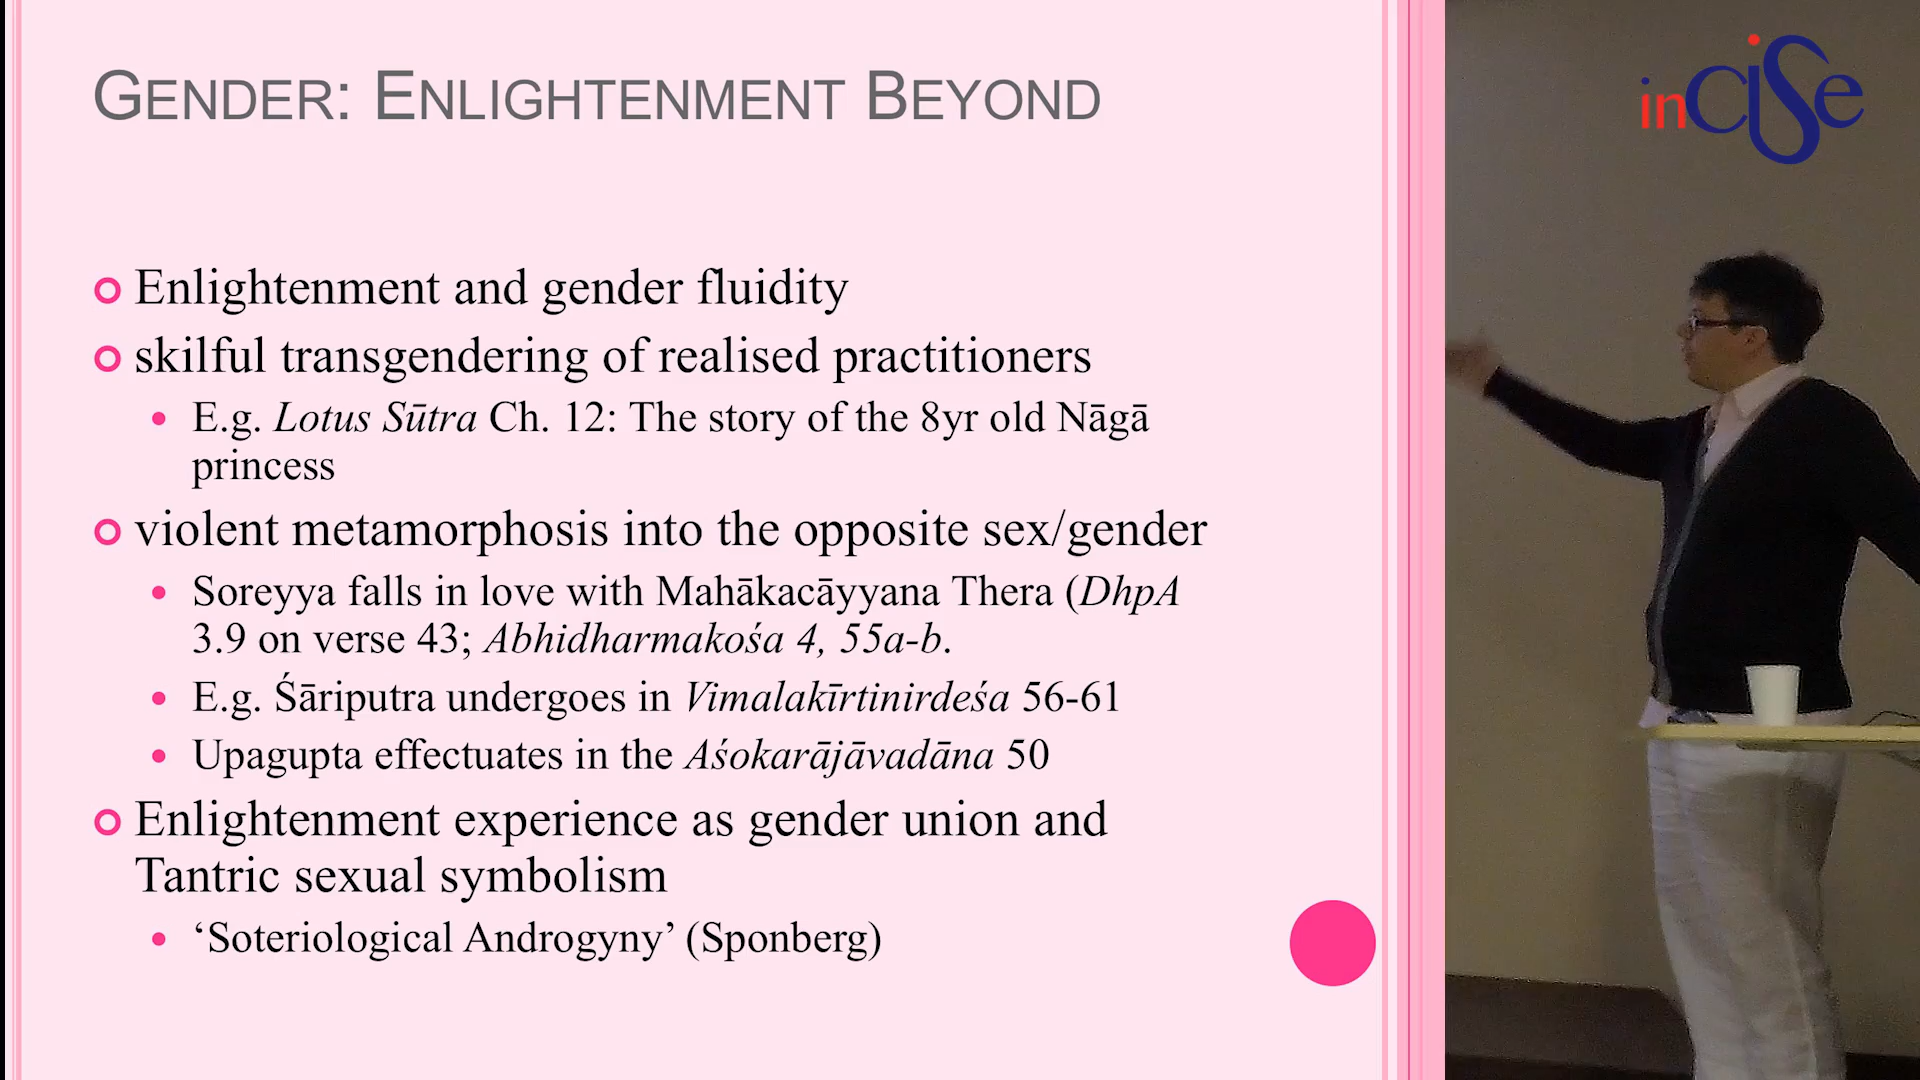 GENDER: ENLIGHTENMENT BEYOND
inCISe
Enlightenment and gender fluidity
skilful transgendering of realised practitioners
E.g. Lotus Sūtra Ch. 12: The story of the 8yr old Nāgā
princess
violent metamorphosis into the opposite sex/gender
Soreyya falls in love with Mahākacāyyana Thera (DhpA
3.9 on verse 43; Abhidharmakośa 4, 55a-b.
E.g. Śāriputra undergoes in Vimalakīrtinirdeśa 56-61
Upagupta effectuates in the Aśokarājāvadāna 50
Enlightenment experience as gender union and
Tantric sexual symbolism
‘Soteriological Androgyny’ (Sponberg)